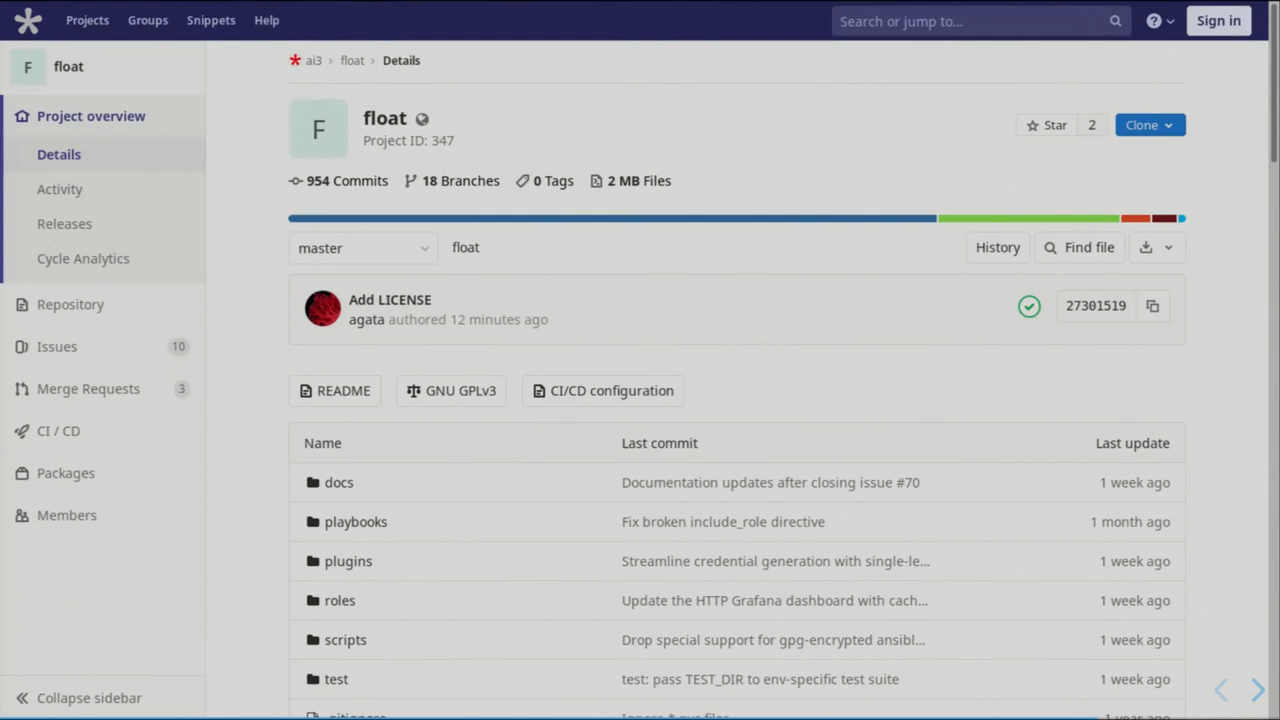 Projects Groups Snippets Help Search or jump to... Sign in
F float
ai3 › float › Details
Project overview
Details
Activity
Releases
Cycle Analytics
Repository
Issues 10
Merge Requests 3
CI / CD
Packages
Members
Collapse sidebar
F
float
Project ID: 347
Star 2 Clone
954 Commits 18 Branches 0 Tags 2 MB Files
master float History Find file
Add LICENSE
agata authored 12 minutes ago
27301519
README GNU GPLv3 CI/CD configuration
Name Last commit Last update
docs Documentation updates after closing issue #70 1 week ago
playbooks Fix broken include_role directive 1 month ago
plugins Streamline credential generation with single-le... 1 week ago
roles Update the HTTP Grafana dashboard with cach... 1 week ago
scripts Drop special support for gpg-encrypted ansibl... 1 week ago
test test: pass TEST_DIR to env-specific test suite 1 week ago
.gitignore Ignore *.pyc files 1 year ago